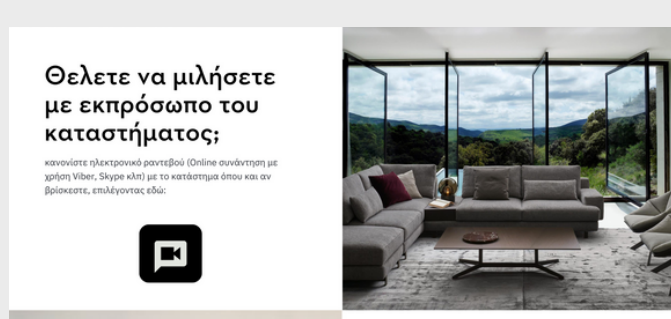 Θελετε να μιλήσετε
με εκπρόσωπο του
καταστήματος;
κανονίστε ηλεκτρονικό ραντεβού (Online συνάντηση με
χρήση Viber, Skype κλπ) με το κατάστημα όπου και αν
βρίσκεστε, επιλέγοντας εδώ: